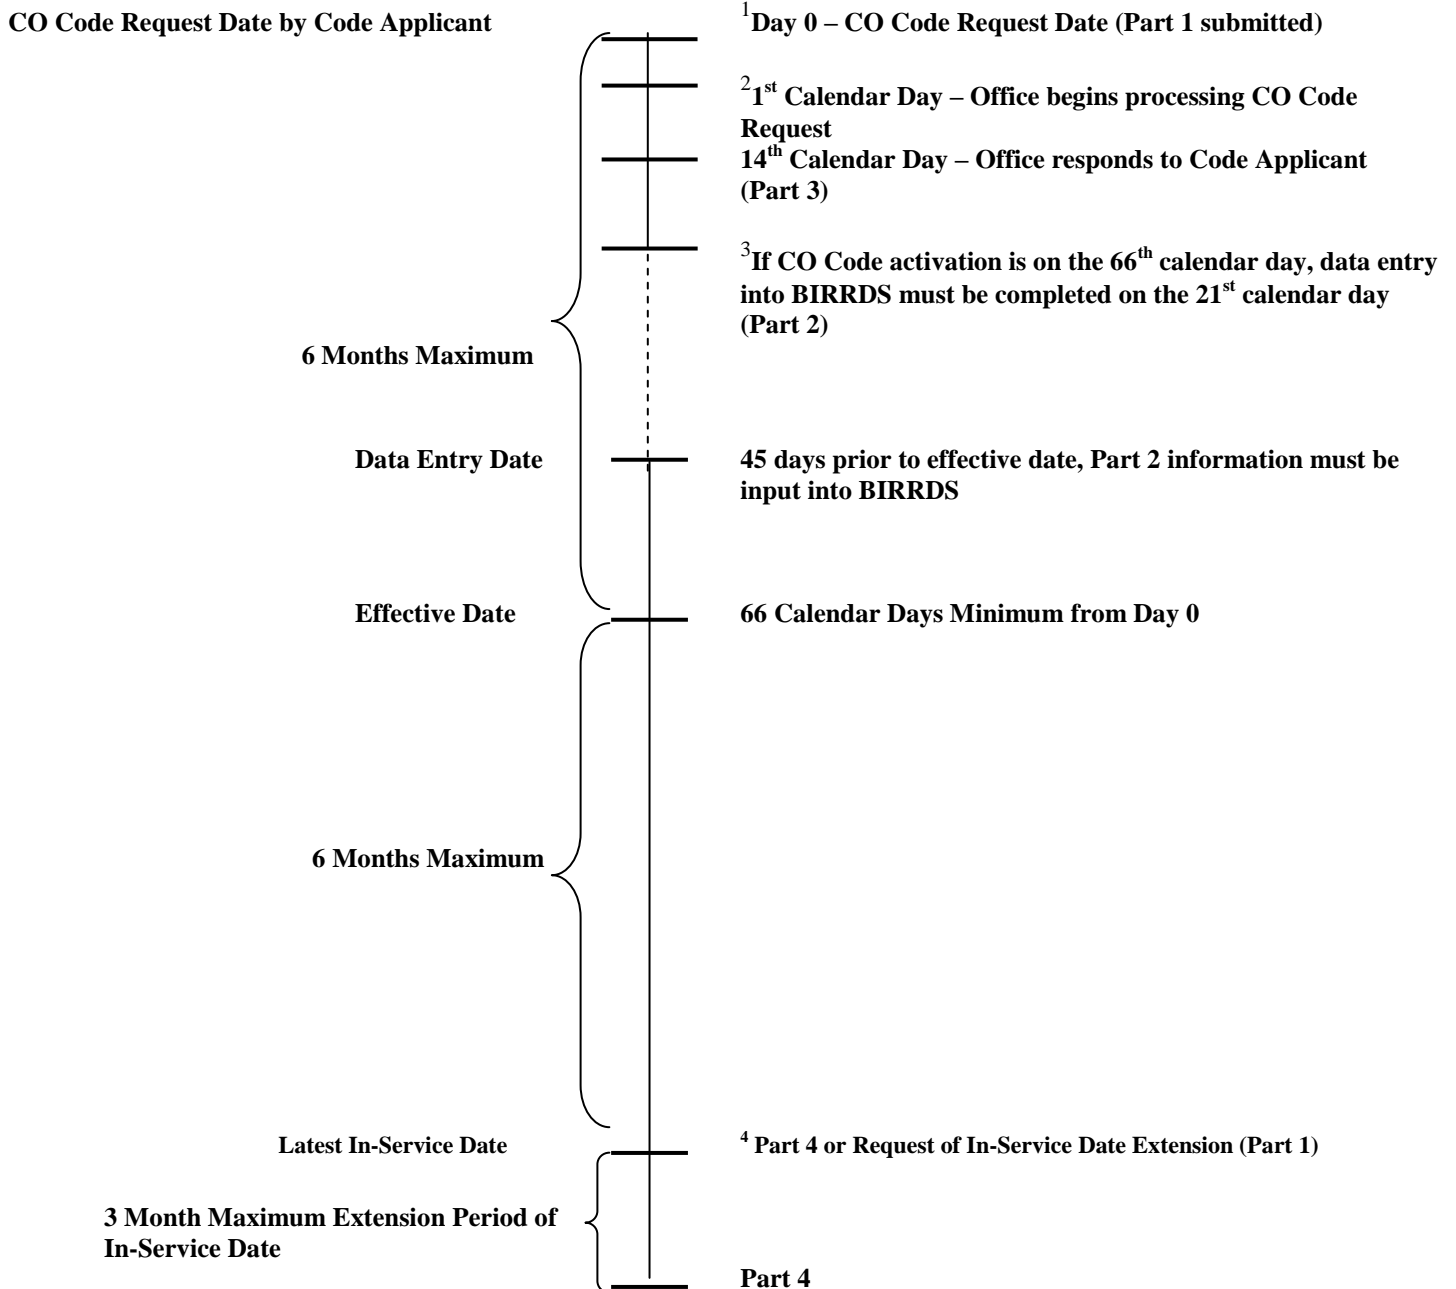 CO Code Request Date by Code Applicant
¹Day 0 – CO Code Request Date (Part 1 submitted)
²1st Calendar Day – Office begins processing CO Code
Request
14th Calendar Day – Office responds to Code Applicant
(Part 3)
³If CO Code activation is on the 66th calendar day, data entry
into BIRRDS must be completed on the 21st calendar day
(Part 2)
6 Months Maximum
Data Entry Date
45 days prior to effective date, Part 2 information must be
input into BIRRDS
Effective Date
66 Calendar Days Minimum from Day 0
6 Months Maximum
Latest In-Service Date
⁴ Part 4 or Request of In-Service Date Extension (Part 1)
3 Month Maximum Extension Period of
In-Service Date
Part 4